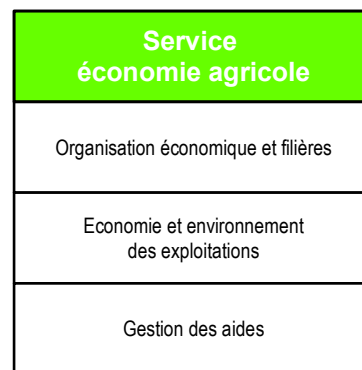 Service
économie agricole
Organisation économique et filières
Economie et environnement
des exploitations
Gestion des aides